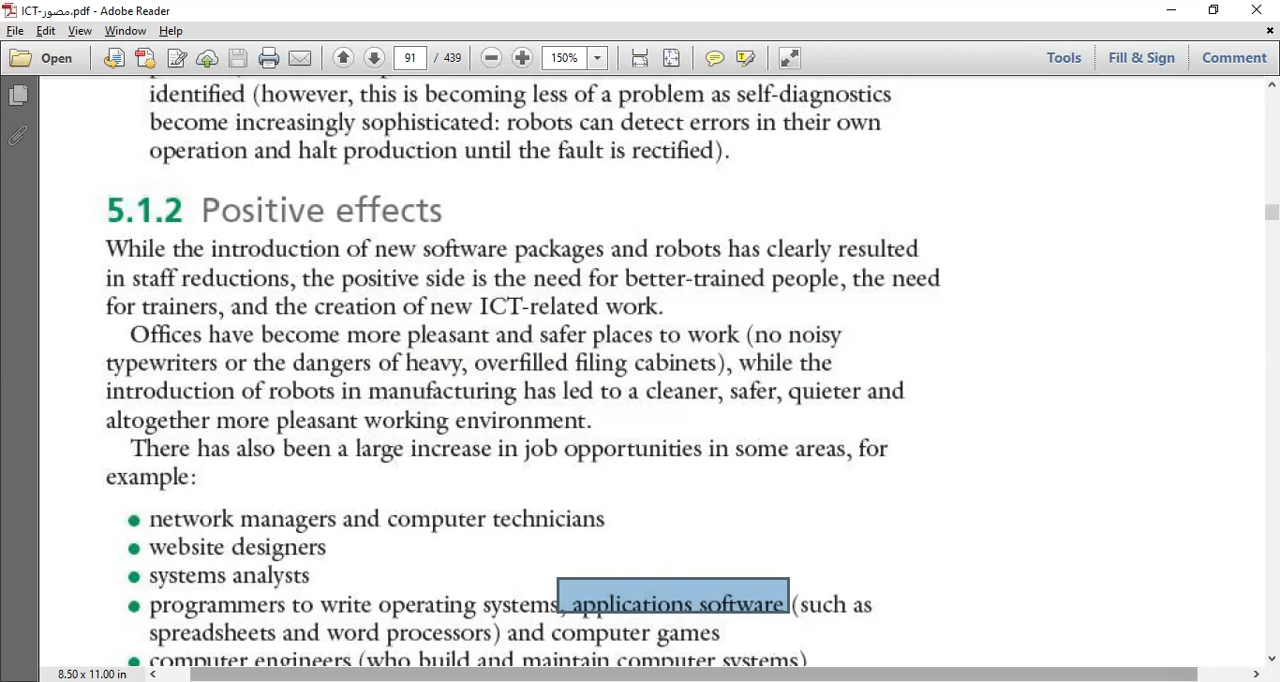 ICT-مصور.pdf - Adobe Reader
File Edit View Window Help
Open 91 / 439 150% Tools Fill & Sign Comment
identified (however, this is becoming less of a problem as self-diagnostics
become increasingly sophisticated: robots can detect errors in their own
operation and halt production until the fault is rectified).
5.1.2 Positive effects
While the introduction of new software packages and robots has clearly resulted
in staff reductions, the positive side is the need for better-trained people, the need
for trainers, and the creation of new ICT-related work.
Offices have become more pleasant and safer places to work (no noisy
typewriters or the dangers of heavy, overfilled filing cabinets), while the
introduction of robots in manufacturing has led to a cleaner, safer, quieter and
altogether more pleasant working environment.
There has also been a large increase in job opportunities in some areas, for
example:
● network managers and computer technicians
● website designers
● systems analysts
● programmers to write operating systems, applications software (such as
spreadsheets and word processors) and computer games
● computer engineers (who build and maintain computer systems)
8.50 x 11.00 in